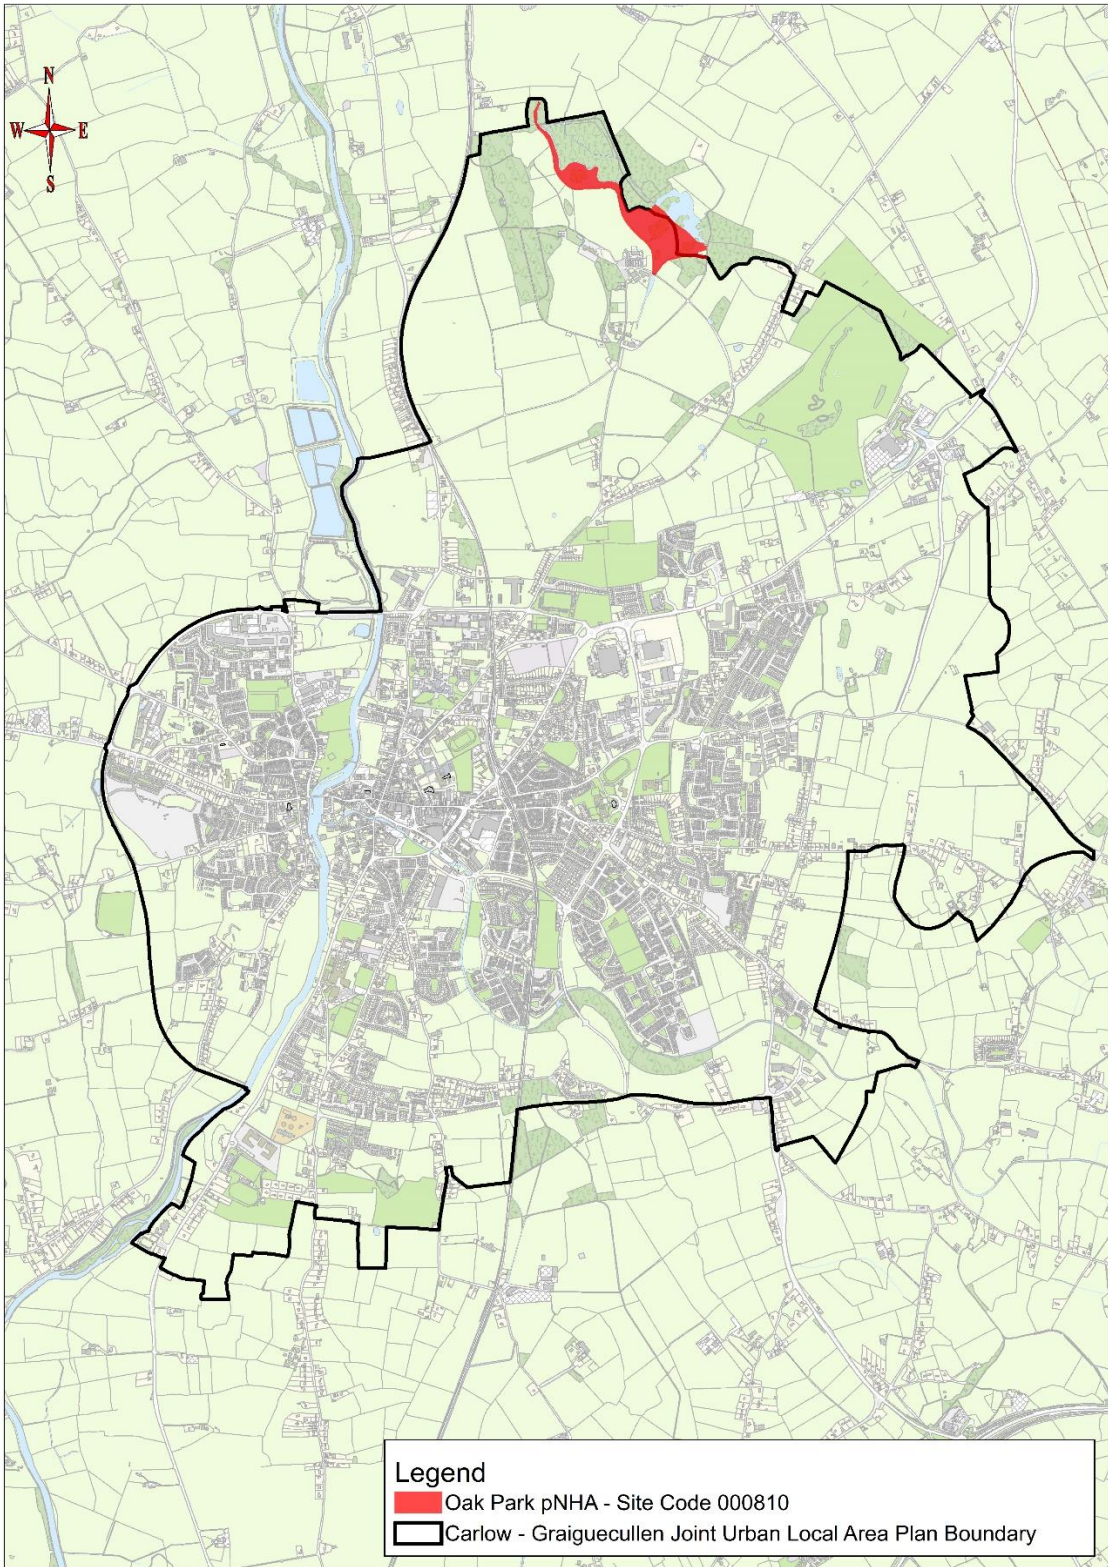 N
W E
S
Legend
Oak Park pNHA - Site Code 000810
Carlow - Graiguecullen Joint Urban Local Area Plan Boundary